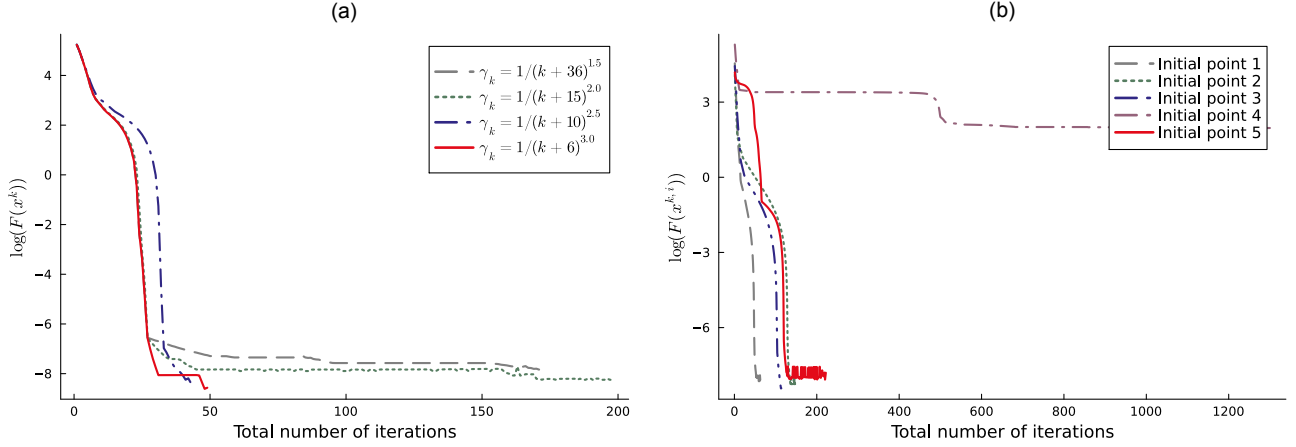 (a)
4
2
0
−2
−4
−6
−8
log(F(x^k))
0
50
100
150
200
Total number of iterations
γ_k = 1/(k + 36)^1.5
γ_k = 1/(k + 15)^2.0
γ_k = 1/(k + 10)^2.5
γ_k = 1/(k + 6)^3.0
(b)
3
0
−3
−6
log(F(x^{k,i}))
0
200
400
600
800
1000
1200
Total number of iterations
Initial point 1
Initial point 2
Initial point 3
Initial point 4
Initial point 5